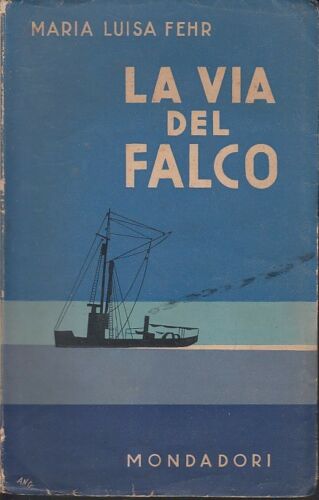 MARIA LUISA FEHR
LA VIA
DEL
FALCO
MONDADORI